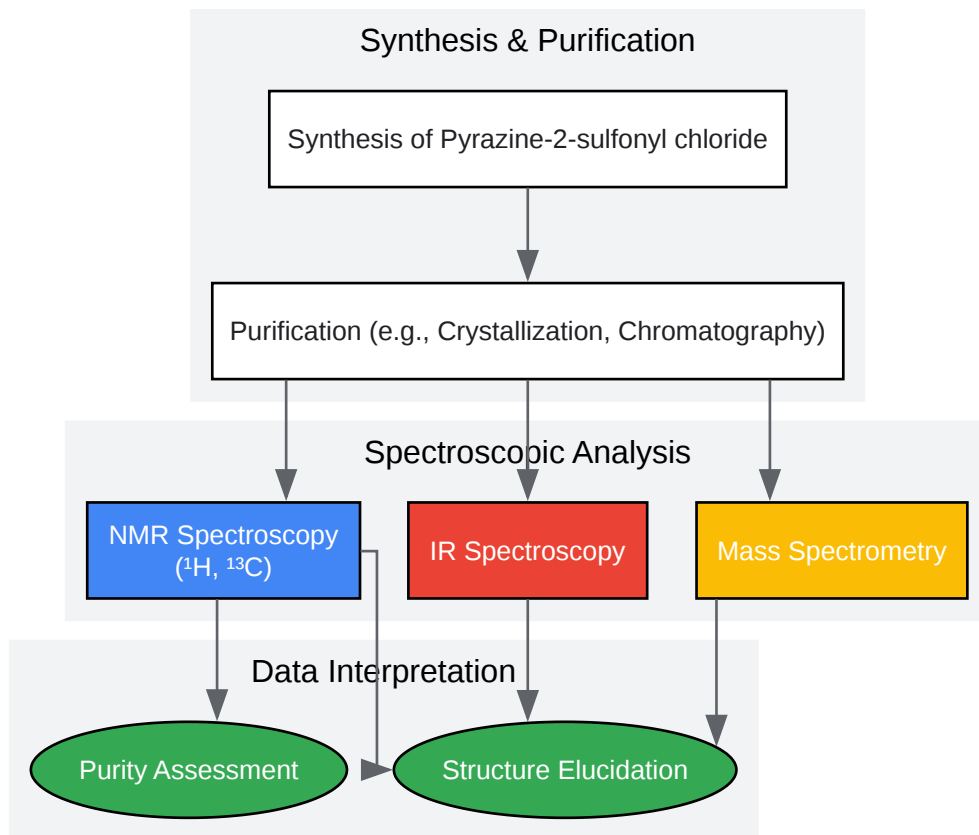 Synthesis & Purification
Synthesis of Pyrazine-2-sulfonyl chloride
Purification (e.g., Crystallization, Chromatography)
Spectroscopic Analysis
NMR Spectroscopy
(¹H, ¹³C)
IR Spectroscopy
Mass Spectrometry
Data Interpretation
Purity Assessment
Structure Elucidation